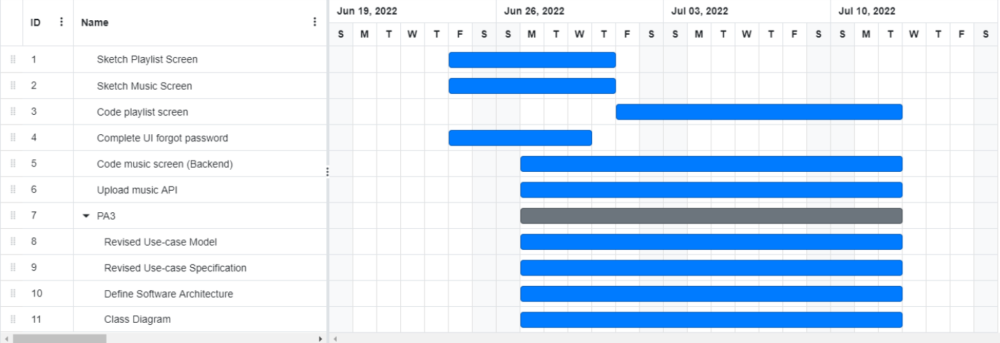 Jun 19, 2022 Jun 26, 2022 Jul 03, 2022 Jul 10, 2022
ID Name
S M T W T F S S M T W T F S S M T W T F S S M T W T F S
1 Sketch Playlist Screen
2 Sketch Music Screen
3 Code playlist screen
4 Complete UI forgot password
5 Code music screen (Backend)
6 Upload music API
7 PA3
8 Revised Use-case Model
9 Revised Use-case Specification
10 Define Software Architecture
11 Class Diagram